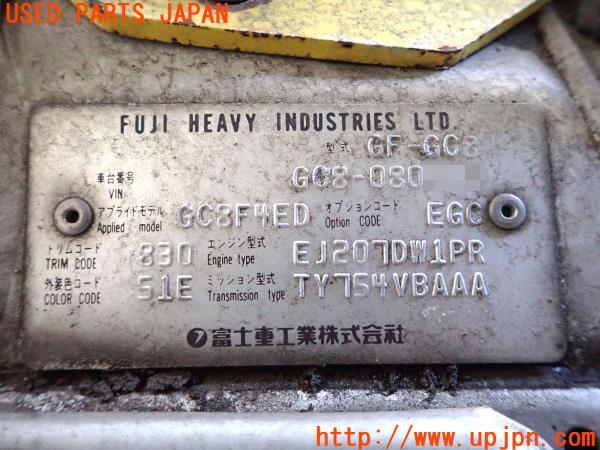 USED PARTS JAPAN
FUJI HEAVY INDUSTRIES LTD.
型式 GF-GC8
車台番号 VIN GC8-080
アプライドモデル Applied model GC8F4ED オプションコード Option CODE EGC
トリムコード TRIM CODE 830 エンジン型式 Engine type EJ207DW1PR
外装色コード COLOR CODE 51E ミッション型式 Transmission type TY754VBAAA
富士重工業株式会社
http://www.upjpn.com/